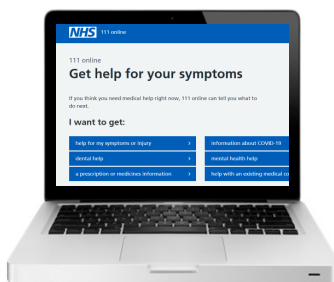 NHS 111 online
111 online
Get help for your symptoms
If you think you need medical help right now, 111 online can tell you what to
do next.
I want to get:
help for my symptoms or injury > information about COVID-19
dental help > mental health help
a prescription or medicines information > help with an existing medical co